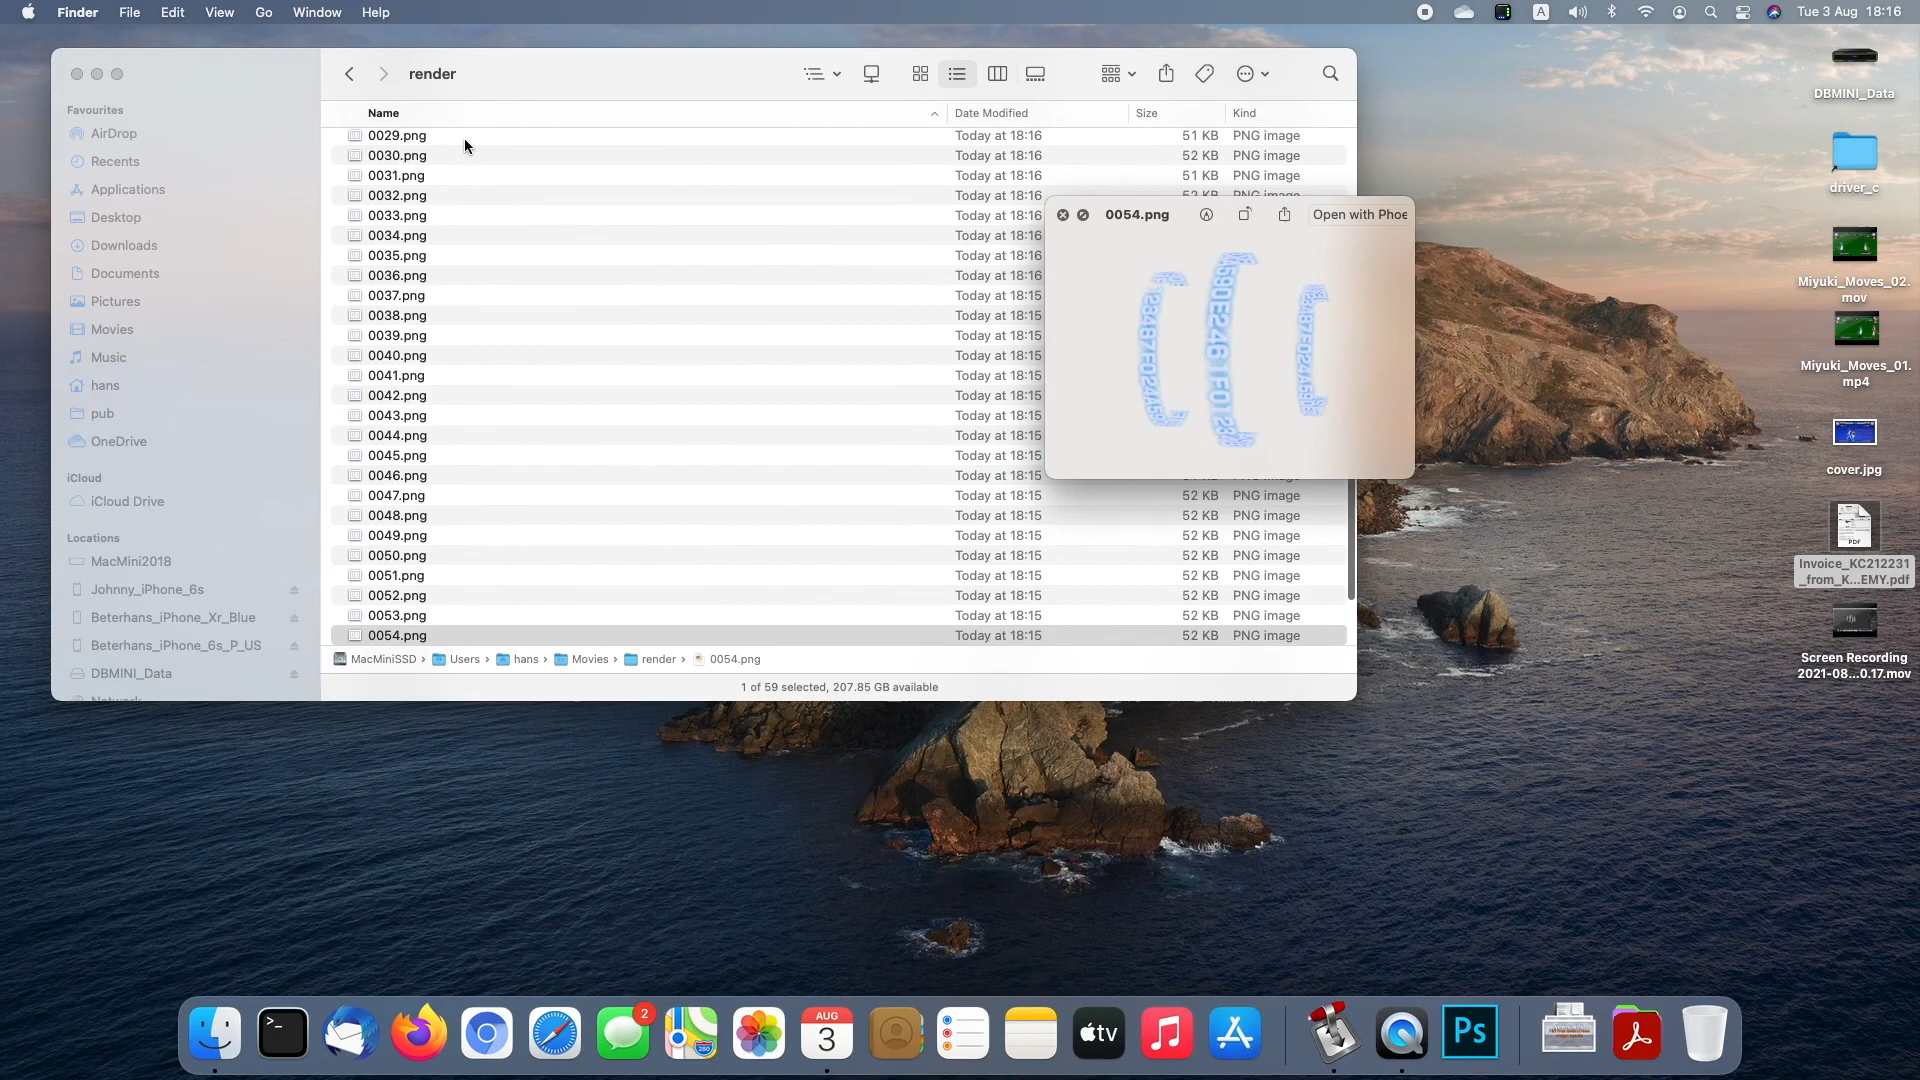 Finder File Edit View Go Window Help
A Tue 3 Aug 18:16
render
Favourites
AirDrop
Recents
Applications
Desktop
Downloads
Documents
Pictures
Movies
Music
hans
pub
OneDrive
iCloud
iCloud Drive
Locations
MacMini2018
Johnny_iPhone_6s
Beterhans_iPhone_Xr_Blue
Beterhans_iPhone_6s_P_US
DBMINI_Data
Network
Name Date Modified Size Kind
0029.png Today at 18:16 51 KB PNG image
0030.png Today at 18:16 52 KB PNG image
0031.png Today at 18:16 51 KB PNG image
0032.png Today at 18:16 52 KB PNG image
0033.png Today at 18:16
0034.png Today at 18:16
0035.png Today at 18:16
0036.png Today at 18:16
0037.png Today at 18:15
0038.png Today at 18:15
0039.png Today at 18:15
0040.png Today at 18:15
0041.png Today at 18:15
0042.png Today at 18:15
0043.png Today at 18:15
0044.png Today at 18:15
0045.png Today at 18:15
0046.png Today at 18:15
0047.png Today at 18:15 52 KB PNG image
0048.png Today at 18:15 52 KB PNG image
0049.png Today at 18:15 52 KB PNG image
0050.png Today at 18:15 52 KB PNG image
0051.png Today at 18:15 52 KB PNG image
0052.png Today at 18:15 52 KB PNG image
0053.png Today at 18:15 52 KB PNG image
0054.png Today at 18:15 52 KB PNG image
MacMiniSSD › Users › hans › Movies › render › 0054.png
1 of 59 selected, 207.85 GB available
0054.png Open with Phoe
DBMINI_Data
driver_c
Miyuki_Moves_02.
mov
Miyuki_Moves_01.
mp4
cover.jpg
PDF
Invoice_KC212231
_from_K...EMY.pdf
Screen Recording
2021-08...0.17.mov
2
AUG
3
280
tv
Ps